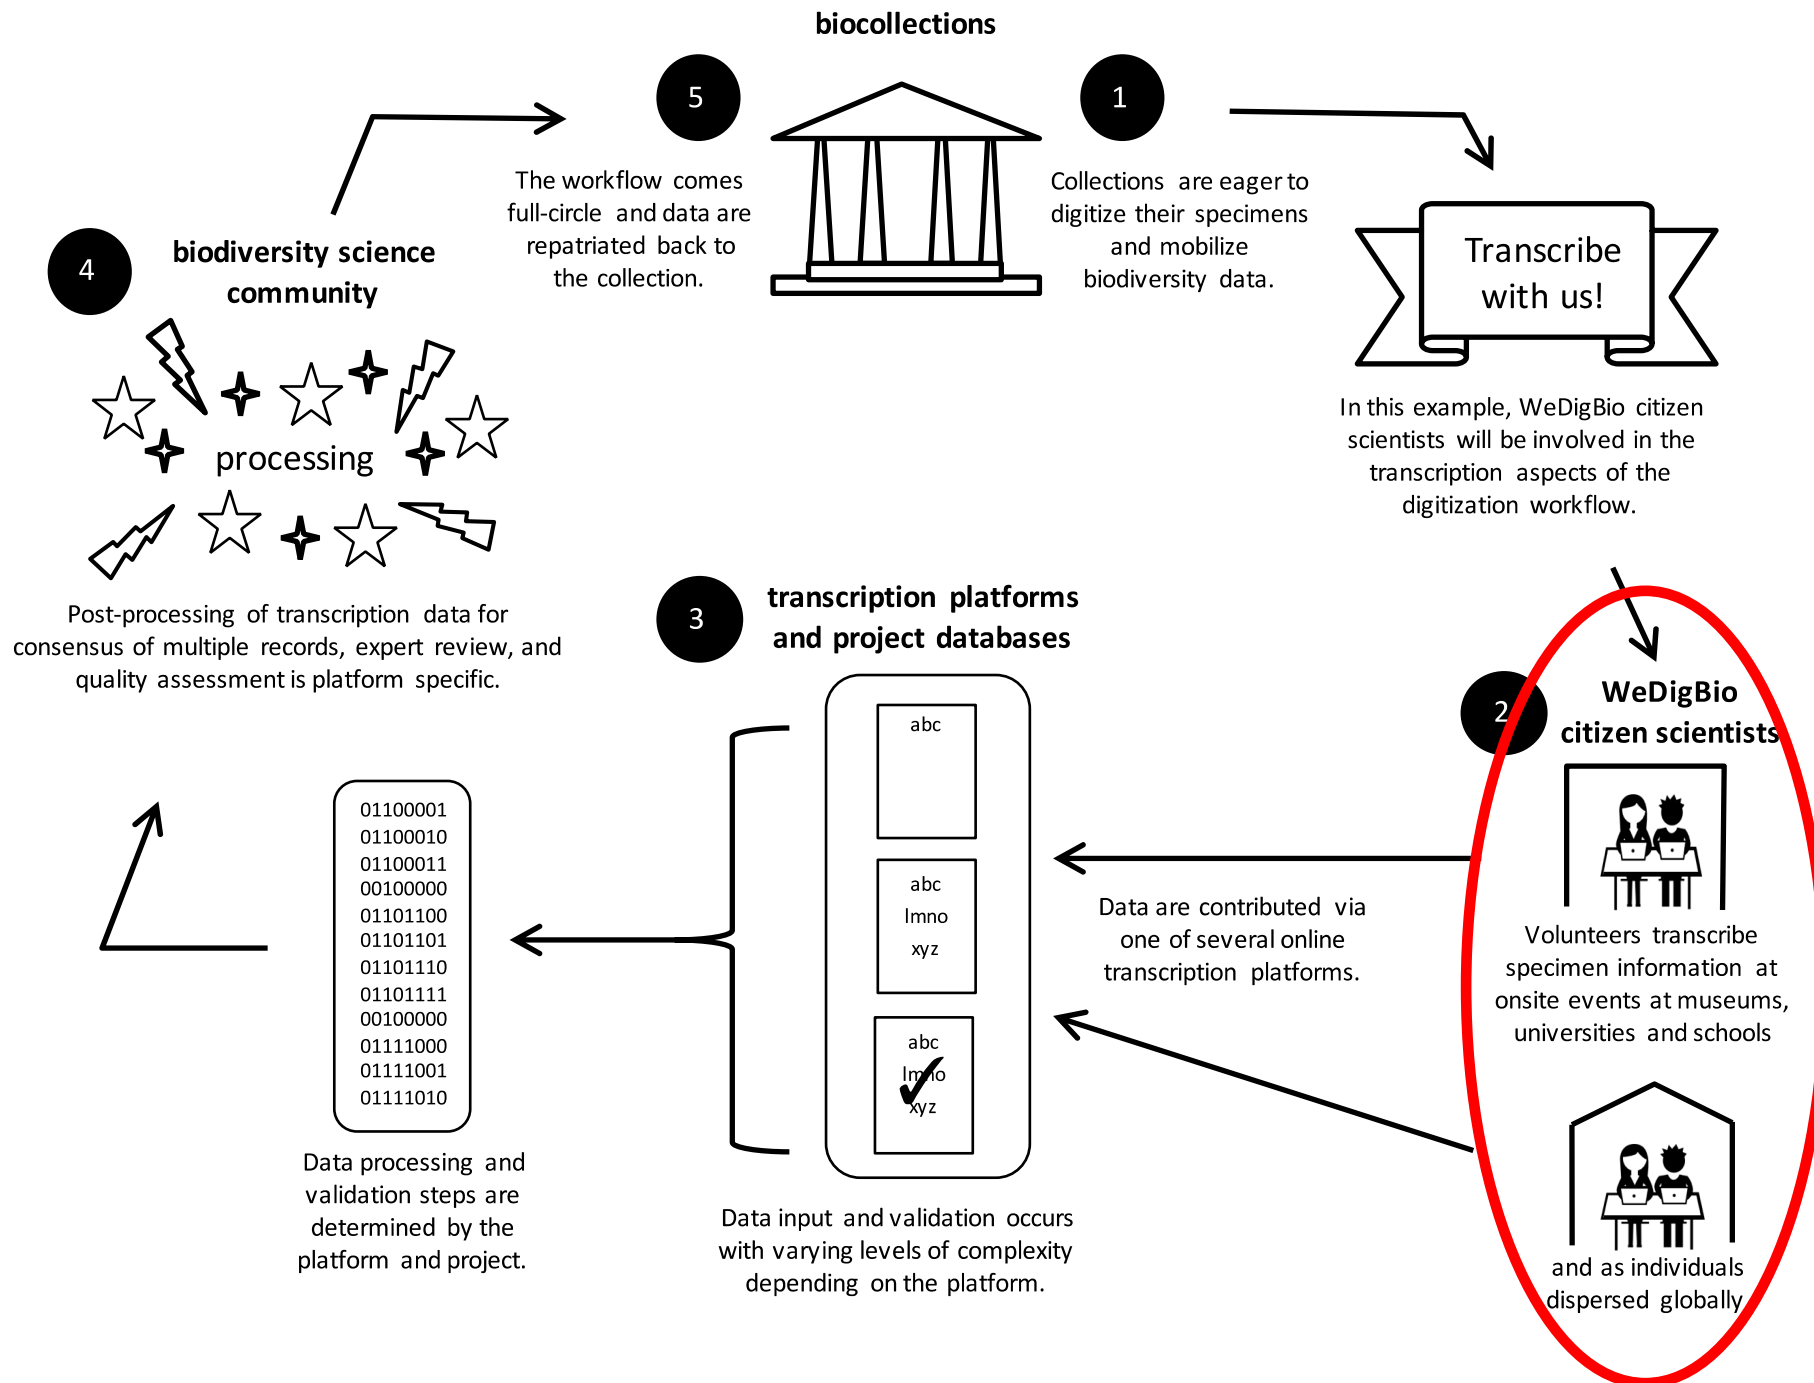 biocollections
5
The workflow comes
full-circle and data are
repatriated back to
the collection.
1
Collections are eager to
digitize their specimens
and mobilize
biodiversity data.
Transcribe
with us!
In this example, WeDigBio citizen
scientists will be involved in the
transcription aspects of the
digitization workflow.
2
WeDigBio
citizen scientists
Volunteers transcribe
specimen information at
onsite events at museums,
universities and schools
and as individuals
dispersed globally
Data are contributed via
one of several online
transcription platforms.
3
transcription platforms
and project databases
abc
abc
lmno
xyz
abc
lmno
xyz
Data input and validation occurs
with varying levels of complexity
depending on the platform.
01100001
01100010
01100011
00100000
01101100
01101101
01101110
01101111
00100000
01111000
01111001
01111010
Data processing and
validation steps are
determined by the
platform and project.
4
biodiversity science
community
processing
Post-processing of transcription data for
consensus of multiple records, expert review, and
quality assessment is platform specific.